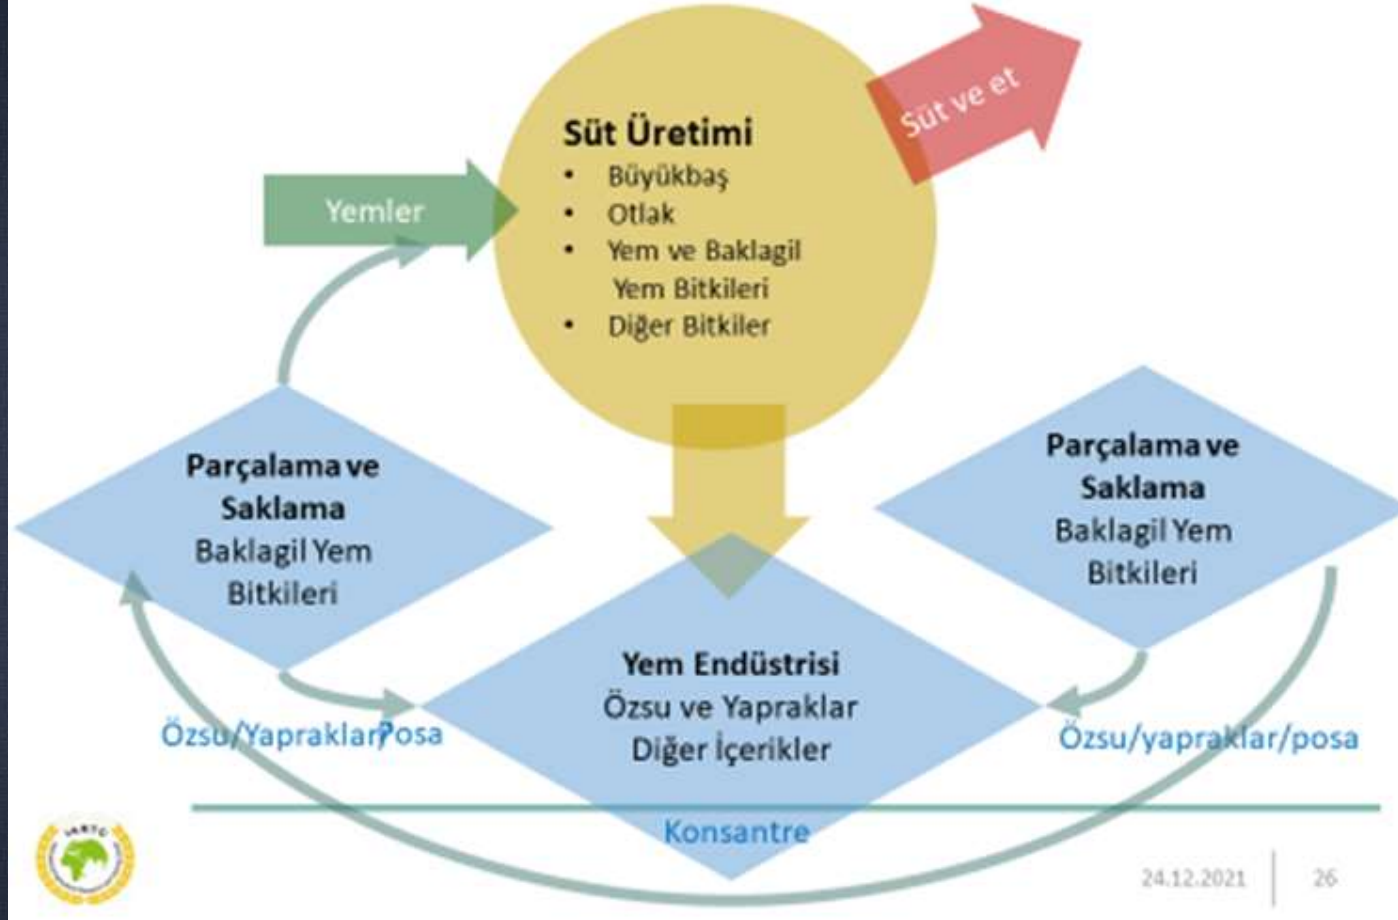 Süt ve et
Süt Üretimi
• Büyükbaş
• Otlak
• Yem ve Baklagil
Yem Bitkileri
• Diğer Bitkiler
Yemler
Parçalama ve
Saklama
Baklagil Yem
Bitkileri
Parçalama ve
Saklama
Baklagil Yem
Bitkileri
Yem Endüstrisi
Özsu ve Yapraklar
Diğer İçerikler
Özsu/Yapraklar/Posa
Özsu/yapraklar/posa
Konsantre
24.12.2021
26